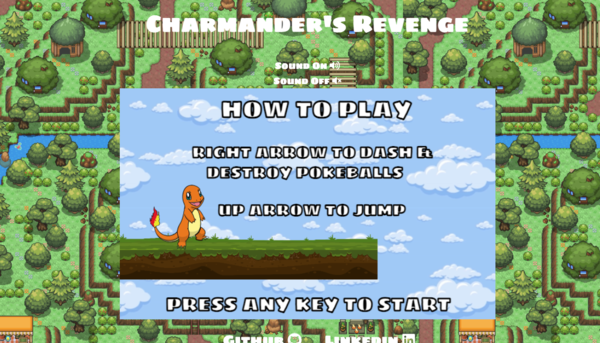 Charmander's Revenge
Sound On
Sound Off
HOW TO PLAY
RIGHT ARROW TO DASH &
DESTROY POKEBALLS
UP ARROW TO JUMP
PRESS ANY KEY TO START
Github Linkedin in